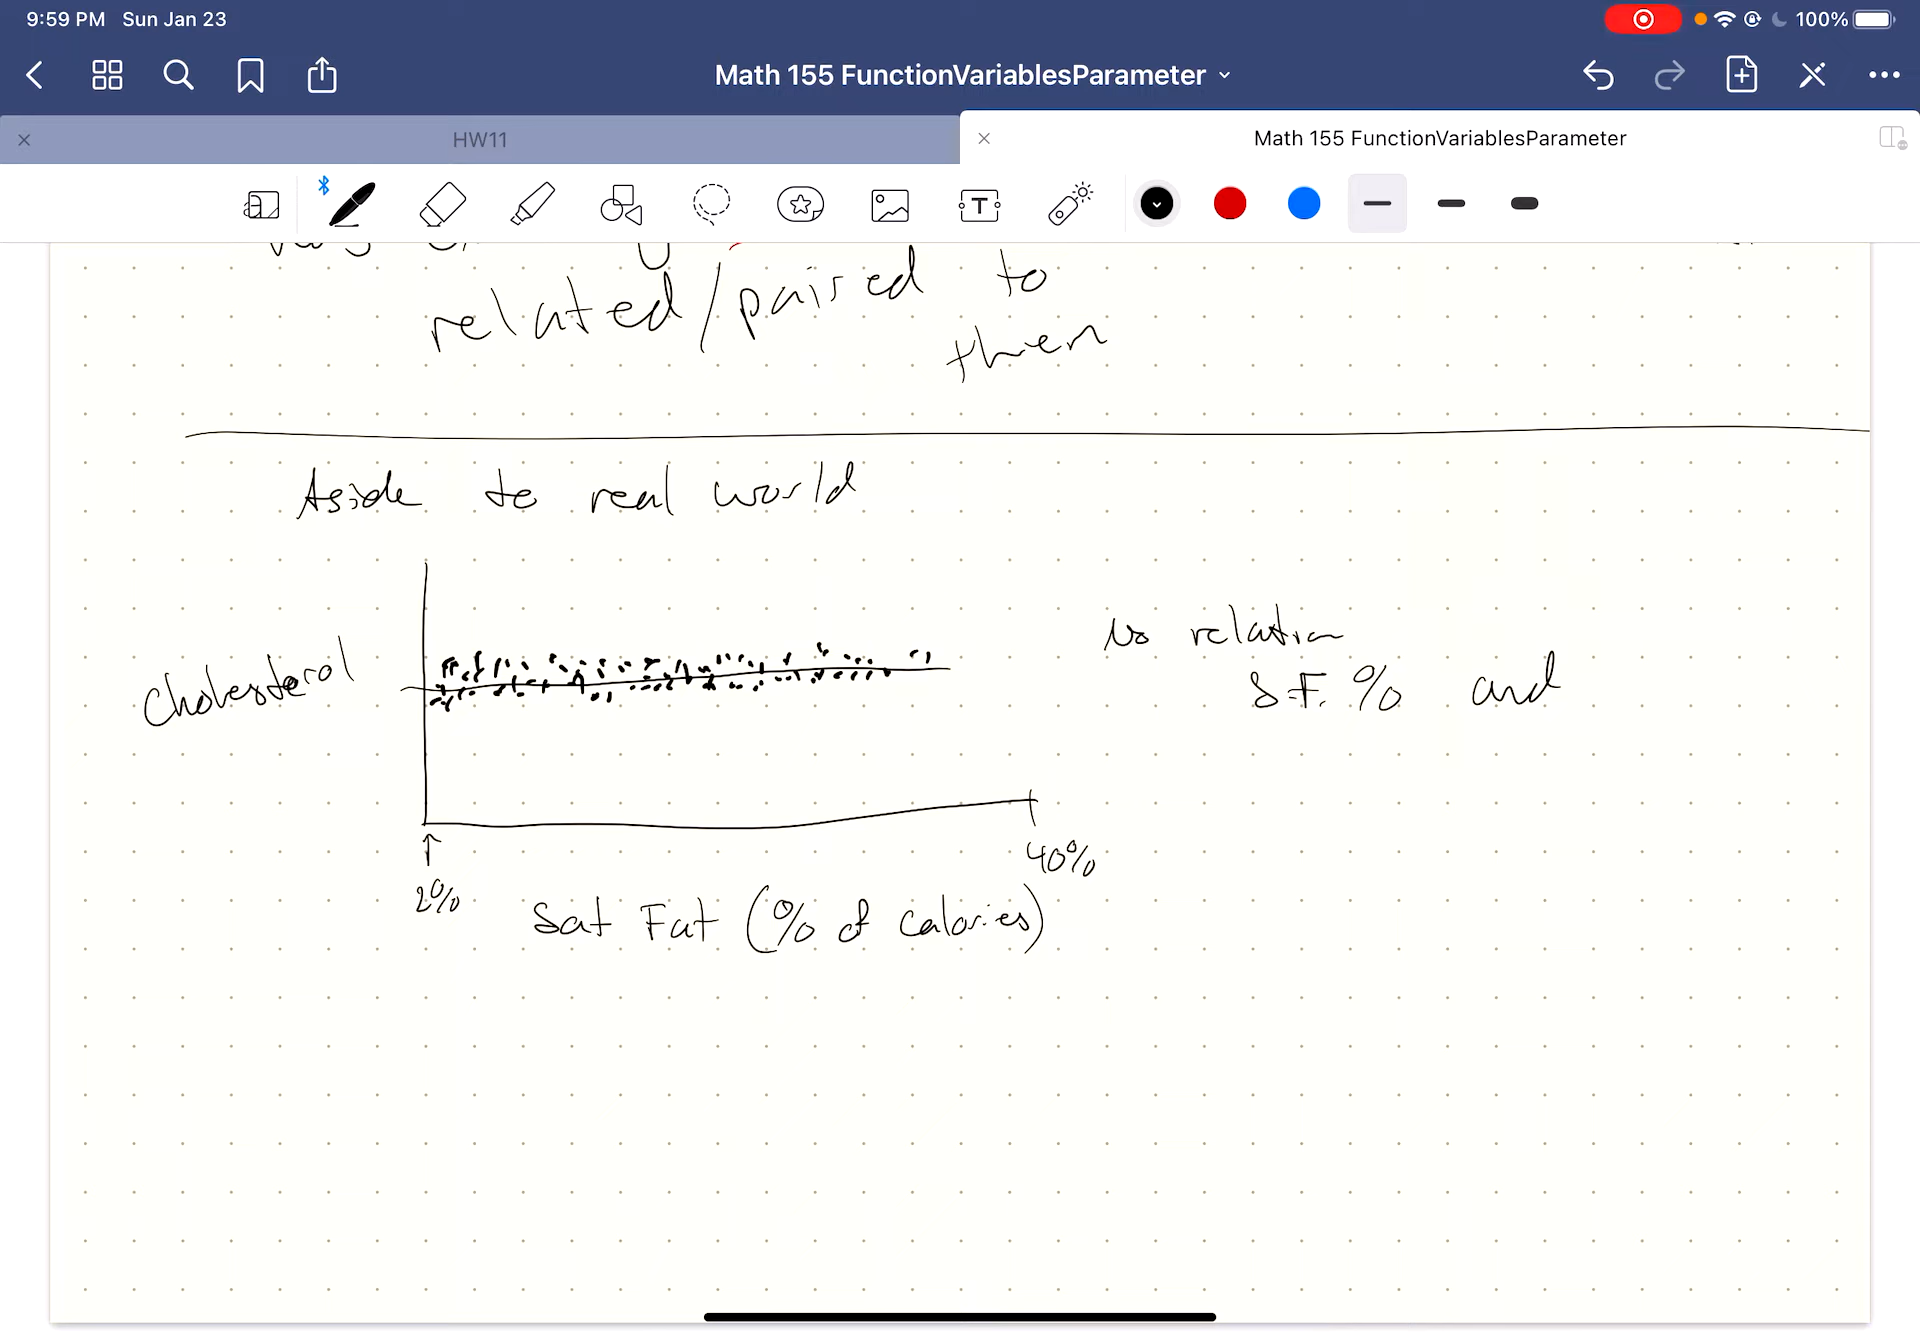 9:59 PM Sun Jan 23
100%
Math 155 FunctionVariablesParameter
HW11
Math 155 FunctionVariablesParameter
related/paired to
then
Aside to real world
Cholesterol
No relation
S.F. % and
2%
40%
Sat Fat (% of calories)